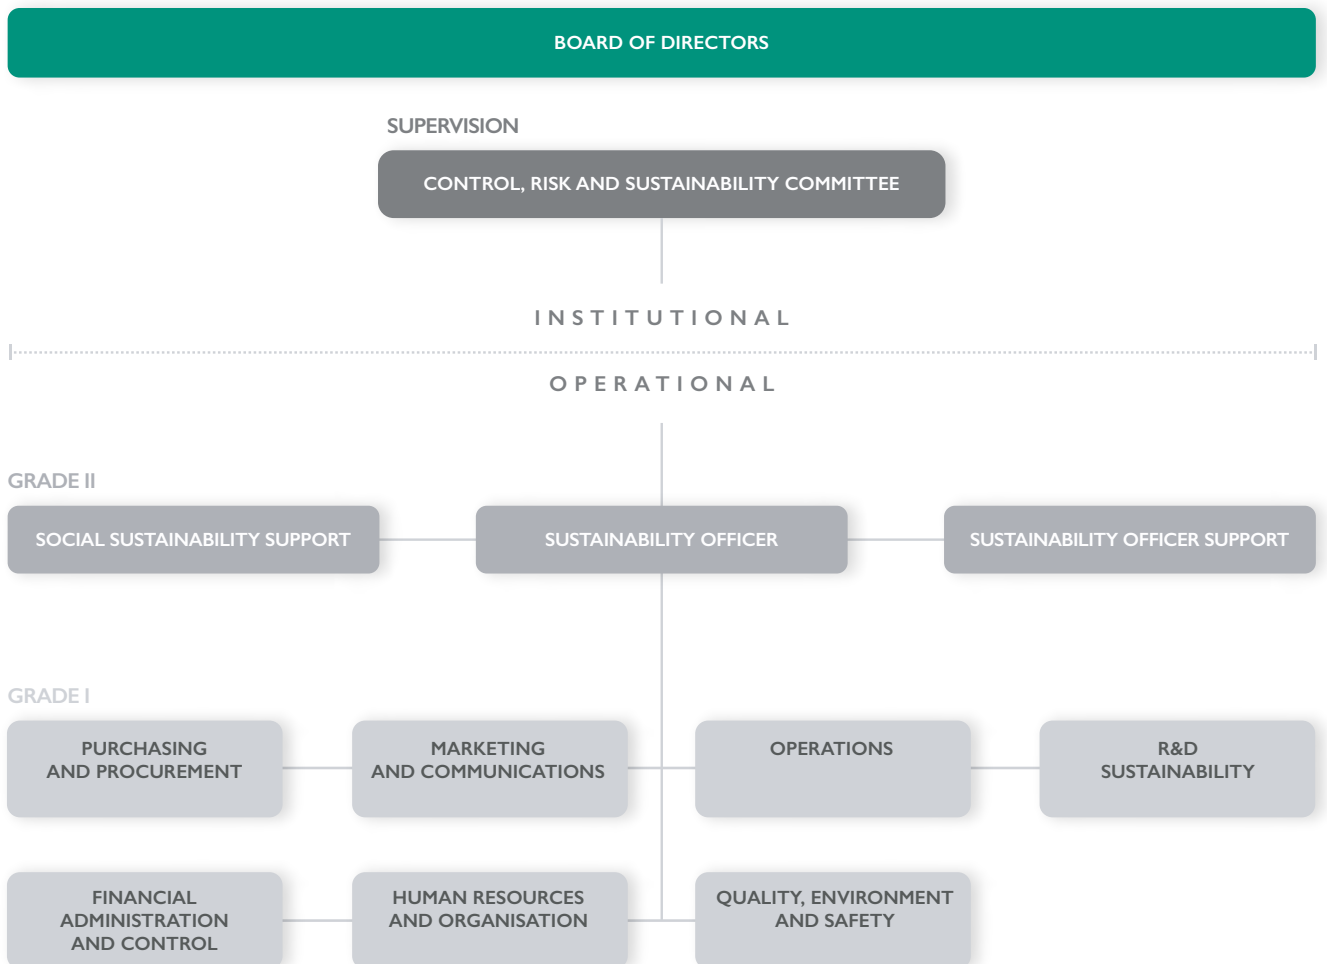 BOARD OF DIRECTORS
SUPERVISION
CONTROL, RISK AND SUSTAINABILITY COMMITTEE
INSTITUTIONAL
OPERATIONAL
GRADE II
SOCIAL SUSTAINABILITY SUPPORT
SUSTAINABILITY OFFICER
SUSTAINABILITY OFFICER SUPPORT
GRADE I
PURCHASING
AND PROCUREMENT
MARKETING
AND COMMUNICATIONS
OPERATIONS
R&D
SUSTAINABILITY
FINANCIAL
ADMINISTRATION
AND CONTROL
HUMAN RESOURCES
AND ORGANISATION
QUALITY, ENVIRONMENT
AND SAFETY